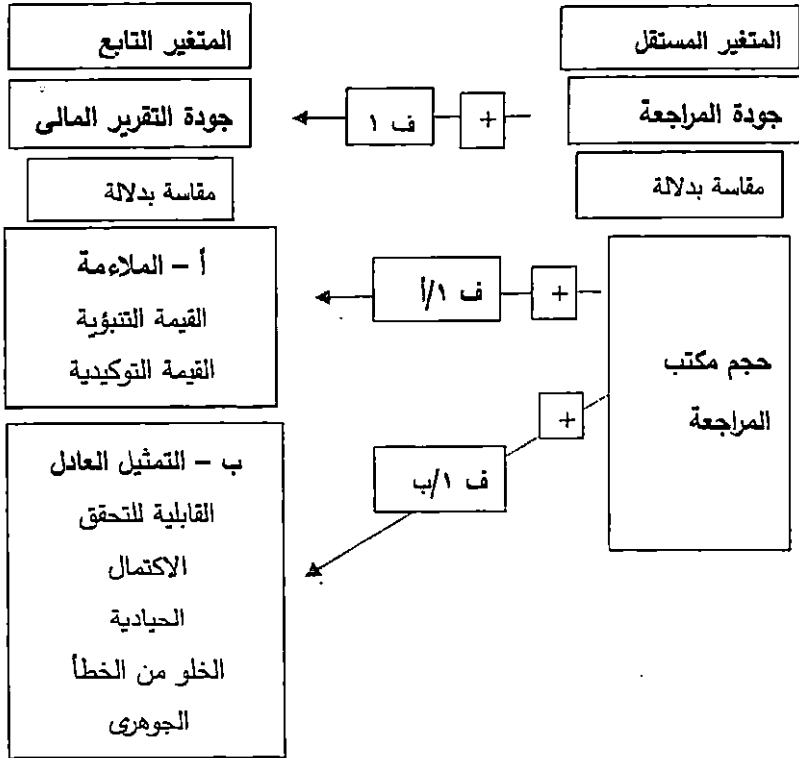 المتغير المستقل
المتغير التابع
جودة المراجعة
+
ف ١
جودة التقرير المالى
مقاسة بدلالة
مقاسة بدلالة
حجم مكتب
المراجعة
+
ف ١/أ
أ – الملاءمة
القيمة التنبؤية
القيمة التوكيدية
+
ف ١/ب
ب – التمثيل العادل
القابلية للتحقق
الاكتمال
الحيادية
الخلو من الخطأ
الجوهرى